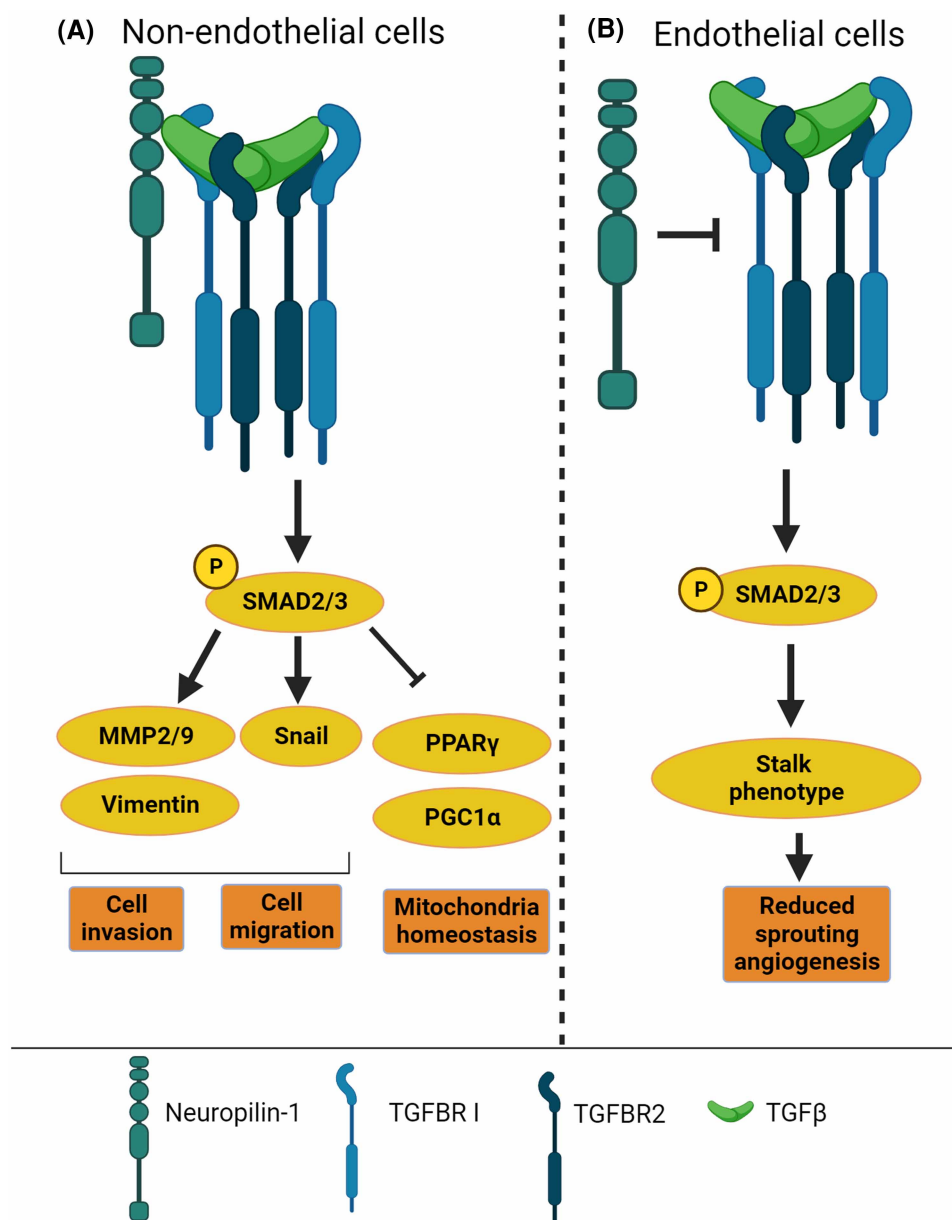 (A) Non-endothelial cells
P
SMAD2/3
MMP2/9
Snail
PPARγ
Vimentin
PGC1α
Cell
invasion
Cell
migration
Mitochondria
homeostasis
(B) Endothelial cells
P
SMAD2/3
Stalk
phenotype
Reduced
sprouting
angiogenesis
Neuropilin-1
TGFBR I
TGFBR2
TGFβ